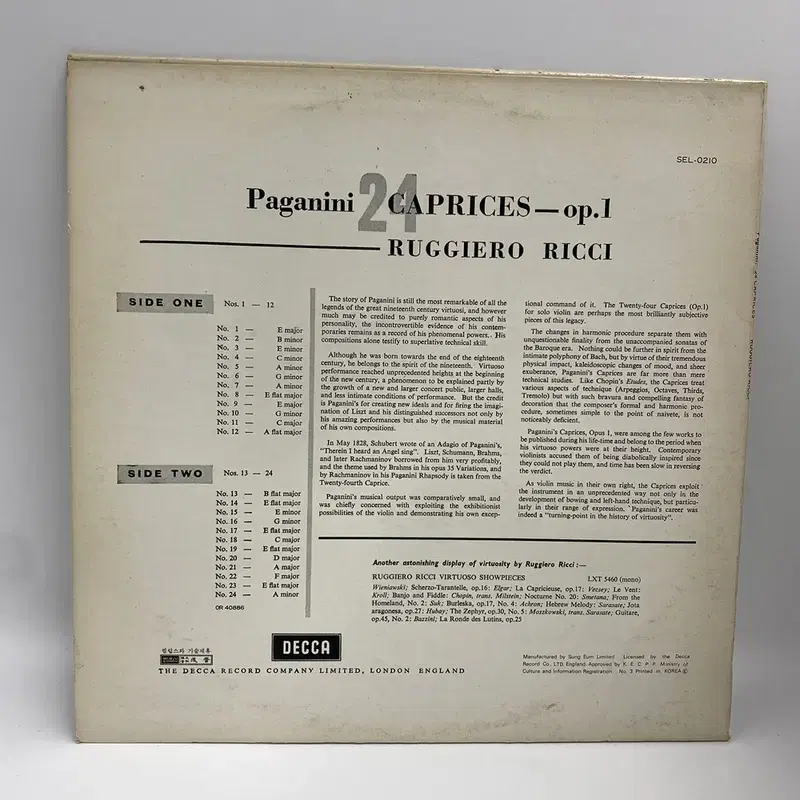 SEL-0210
Paganini 24 CAPRICES — op.1
RUGGIERO RICCI
SIDE ONE Nos. 1 — 12
No. 1 — E major
No. 2 — B minor
No. 3 — E minor
No. 4 — C minor
No. 5 — A minor
No. 6 — G minor
No. 7 — A minor
No. 8 — E flat major
No. 9 — E major
No. 10 — G minor
No. 11 — C major
No. 12 — A flat major
SIDE TWO Nos. 13 — 24
No. 13 — B flat major
No. 14 — E flat major
No. 15 — E minor
No. 16 — G minor
No. 17 — E flat major
No. 18 — C major
No. 19 — E flat major
No. 20 — D major
No. 21 — A major
No. 22 — F major
No. 23 — E flat major
No. 24 — A minor
0R 40886
The story of Paganini is still the most remarkable of all the
legends of the great nineteenth century virtuosi, and however
much may be credited to purely romantic aspects of his
personality, the incontrovertible evidence of his contem-
poraries remains as a record of his phenomenal powers. His
compositions alone testify to superlative technical skill.
Although he was born towards the end of the eighteenth
century, he belongs to the spirit of the nineteenth. Virtuoso
performance reached unprecedented heights at the beginning
of the new century, a phenomenon to be explained partly by
the growth of a new and larger concert public, larger halls,
and less intimate conditions of performance. But the credit
is Paganini's for creating new ideals and for firing the imagi-
nation of Liszt and his distinguished successors not only by
his amazing performances but also by the musical material
of his own compositions.
In May 1828, Schubert wrote of an Adagio of Paganini's,
"Therein I heard an Angel sing". Liszt, Schumann, Brahms,
and later Rachmaninov borrowed from him very profitably,
and the theme used by Brahms in his opus 35 Variations, and
by Rachmaninov in his Paganini Rhapsody is taken from the
Twenty-fourth Caprice.
Paganini's musical output was comparatively small, and
was chiefly concerned with exploiting the exhibitionist
possibilities of the violin and demonstrating his own excep-
tional command of it. The Twenty-four Caprices (Op.1)
for solo violin are perhaps the most brilliantly subjective
pieces of this legacy.
The changes in harmonic procedure separate them with
unquestionable finality from the unaccompanied sonatas of
the Baroque era. Nothing could be further in spirit from the
intimate polyphony of Bach, but by virtue of their tremendous
physical impact, kaleidoscopic changes of mood, and sheer
exuberance, Paganini's Caprices are far more than mere
technical studies. Like Chopin's Etudes, the Caprices treat
various aspects of technique (Arpeggios, Octaves, Thirds,
Tremolo) but with such bravura and compelling fantasy of
decoration that the composer's formal and harmonic pro-
cedure, sometimes simple to the point of naivete, is not
noticeably deficient.
Paganini's Caprices, Opus 1, were among the few works to
be published during his life-time and belong to the period when
his virtuoso powers were at their height. Contemporary
violinists accused them of being diabolically inspired since
they could not play them, and time has been slow in reversing
the verdict.
As violin music in their own right, the Caprices exploit
the instrument in an unprecedented way not only in the
development of bowing and left-hand technique, but particu-
larly in their range of expression. Paganini's career was
indeed a "turning-point in the history of virtuosity".
Another astonishing display of virtuosity by Ruggiero Ricci :—
RUGGIERO RICCI VIRTUOSO SHOWPIECES LXT 5460 (mono)
Wieniawski; Scherzo-Tarantelle, op.16: Elgar; La Capricieuse, op.17: Vecsey; Le Vent:
Kroll; Banjo and Fiddle: Chopin, trans. Milstein; Nocturne No. 20: Smetana; From the
Homeland, No. 2: Suk; Burleska, op.17, No. 4: Achron; Hebrew Melody: Sarasate; Jota
aragonesa, op.27: Hubay; The Zephyr, op.30, No. 5: Moszkowski, trans. Sarasate; Guitare,
op.45, No. 2: Bazzini; La Ronde des Lutins, op.25
필립스와 기술제휴
成音
DECCA
THE DECCA RECORD COMPANY LIMITED, LONDON ENGLAND
Manufactured by Sung Eum Limited Licensed by the Decca
Record Co., LTD, England Approved by K. E. C. P. P. Ministry of
Culture and Information Registration No. 3 Printed in KOREA ⓒ